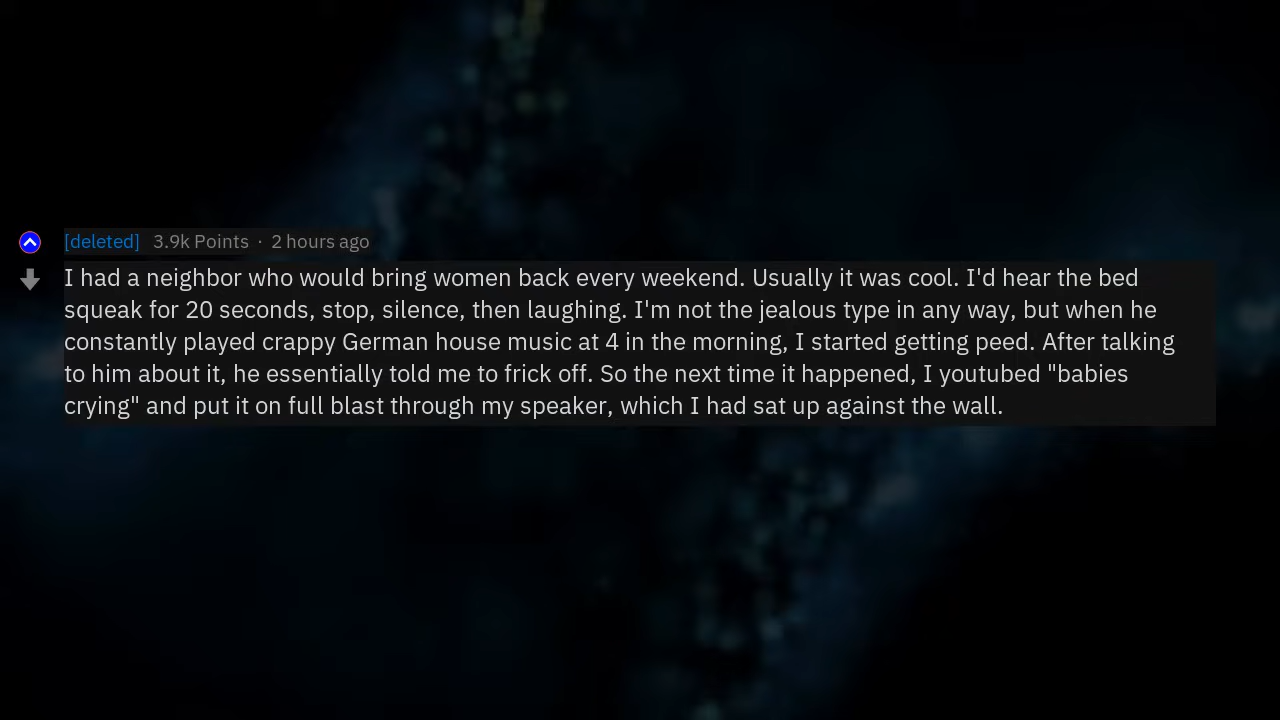 [deleted] 3.9k Points · 2 hours ago
I had a neighbor who would bring women back every weekend. Usually it was cool. I'd hear the bed
squeak for 20 seconds, stop, silence, then laughing. I'm not the jealous type in any way, but when he
constantly played crappy German house music at 4 in the morning, I started getting peed. After talking
to him about it, he essentially told me to frick off. So the next time it happened, I youtubed "babies
crying" and put it on full blast through my speaker, which I had sat up against the wall.